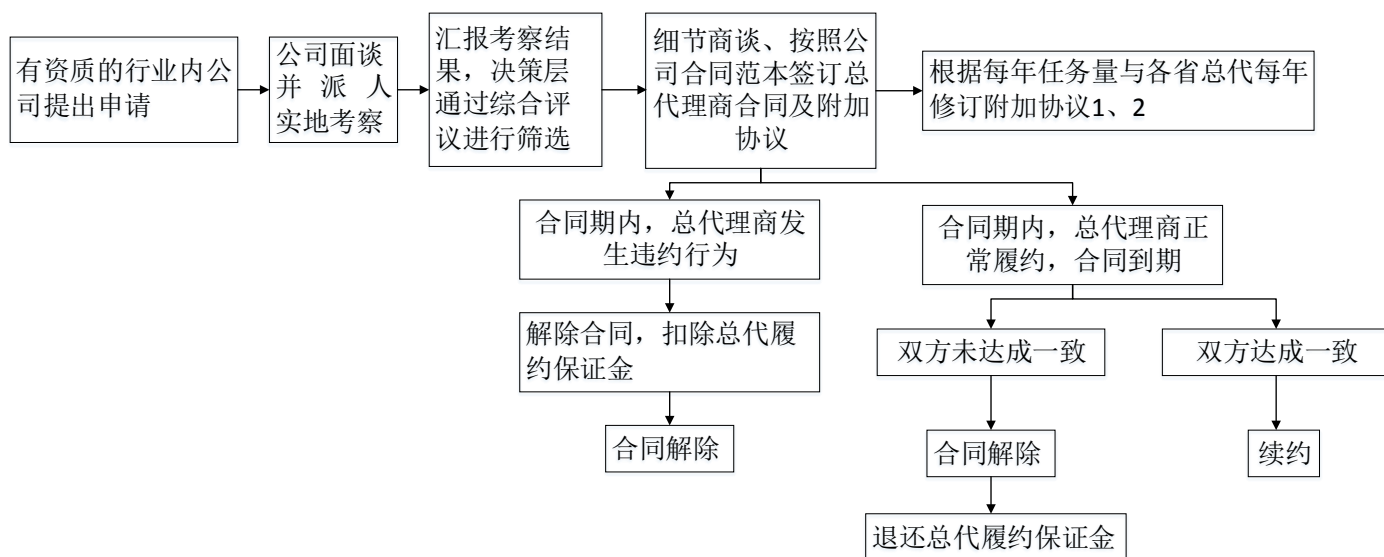 有资质的行业内公
司提出申请
公司面谈
并派人
实地考察
汇报考察结
果，决策层
通过综合评
议进行筛选
细节商谈、按照公
司合同范本签订总
代理商合同及附加
协议
根据每年任务量与各省总代每年
修订附加协议1、2
合同期内，总代理商发
生违约行为
合同期内，总代理商正
常履约，合同到期
解除合同，扣除总代履
约保证金
双方未达成一致
双方达成一致
合同解除
合同解除
续约
退还总代履约保证金